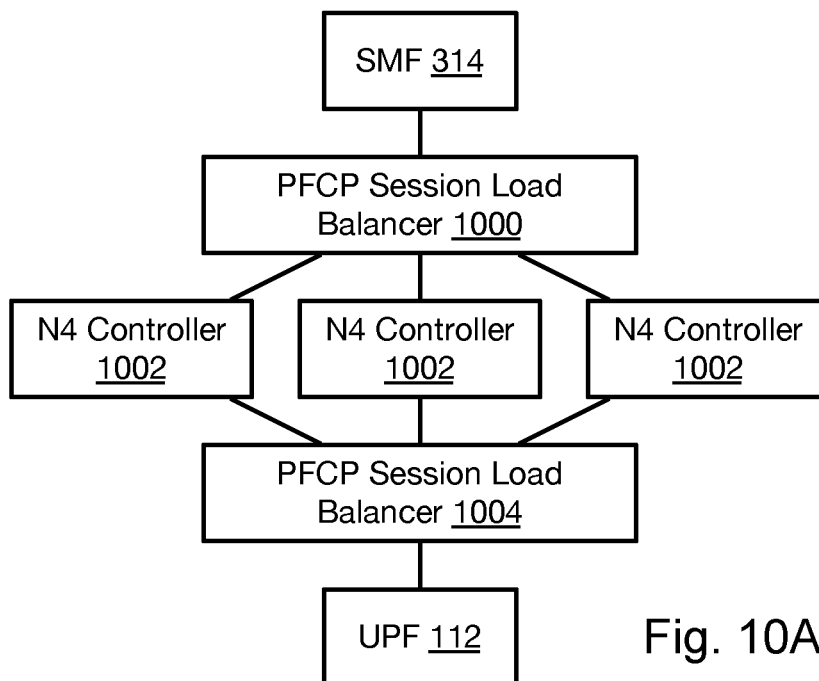 SMF 314
PFCP Session Load
Balancer 1000
N4 Controller
1002
N4 Controller
1002
N4 Controller
1002
PFCP Session Load
Balancer 1004
UPF 112
Fig. 10A